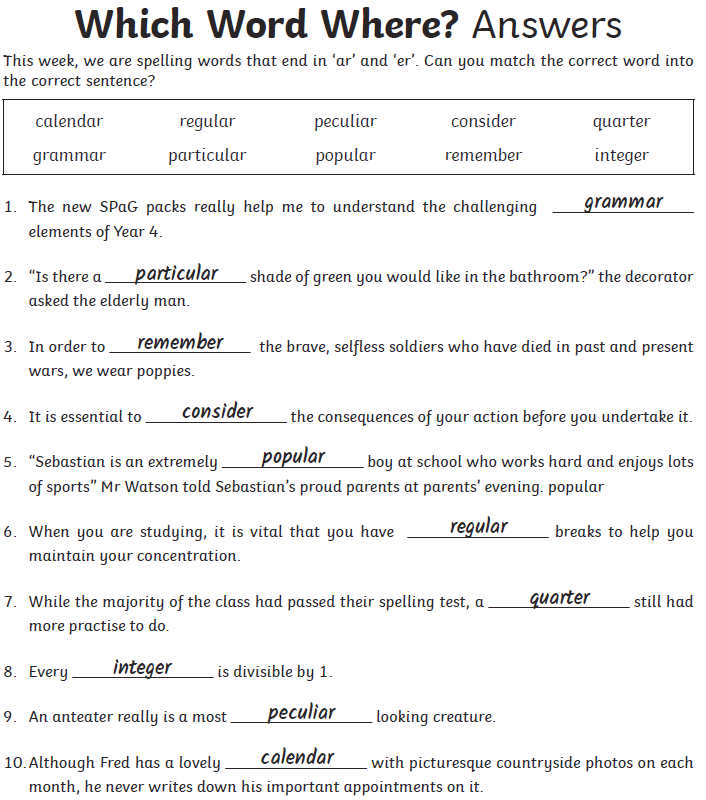 Which Word Where? Answers
This week, we are spelling words that end in ‘ar’ and ‘er’. Can you match the correct word into
the correct sentence?
calendar regular peculiar consider quarter
grammar particular popular remember integer
1. The new SPaG packs really help me to understand the challenging grammar
elements of Year 4.
2. “Is there a particular shade of green you would like in the bathroom?” the decorator
asked the elderly man.
3. In order to remember the brave, selfless soldiers who have died in past and present
wars, we wear poppies.
4. It is essential to consider the consequences of your action before you undertake it.
5. “Sebastian is an extremely popular boy at school who works hard and enjoys lots
of sports” Mr Watson told Sebastian’s proud parents at parents’ evening. popular
6. When you are studying, it is vital that you have regular breaks to help you
maintain your concentration.
7. While the majority of the class had passed their spelling test, a quarter still had
more practise to do.
8. Every integer is divisible by 1.
9. An anteater really is a most peculiar looking creature.
10. Although Fred has a lovely calendar with picturesque countryside photos on each
month, he never writes down his important appointments on it.